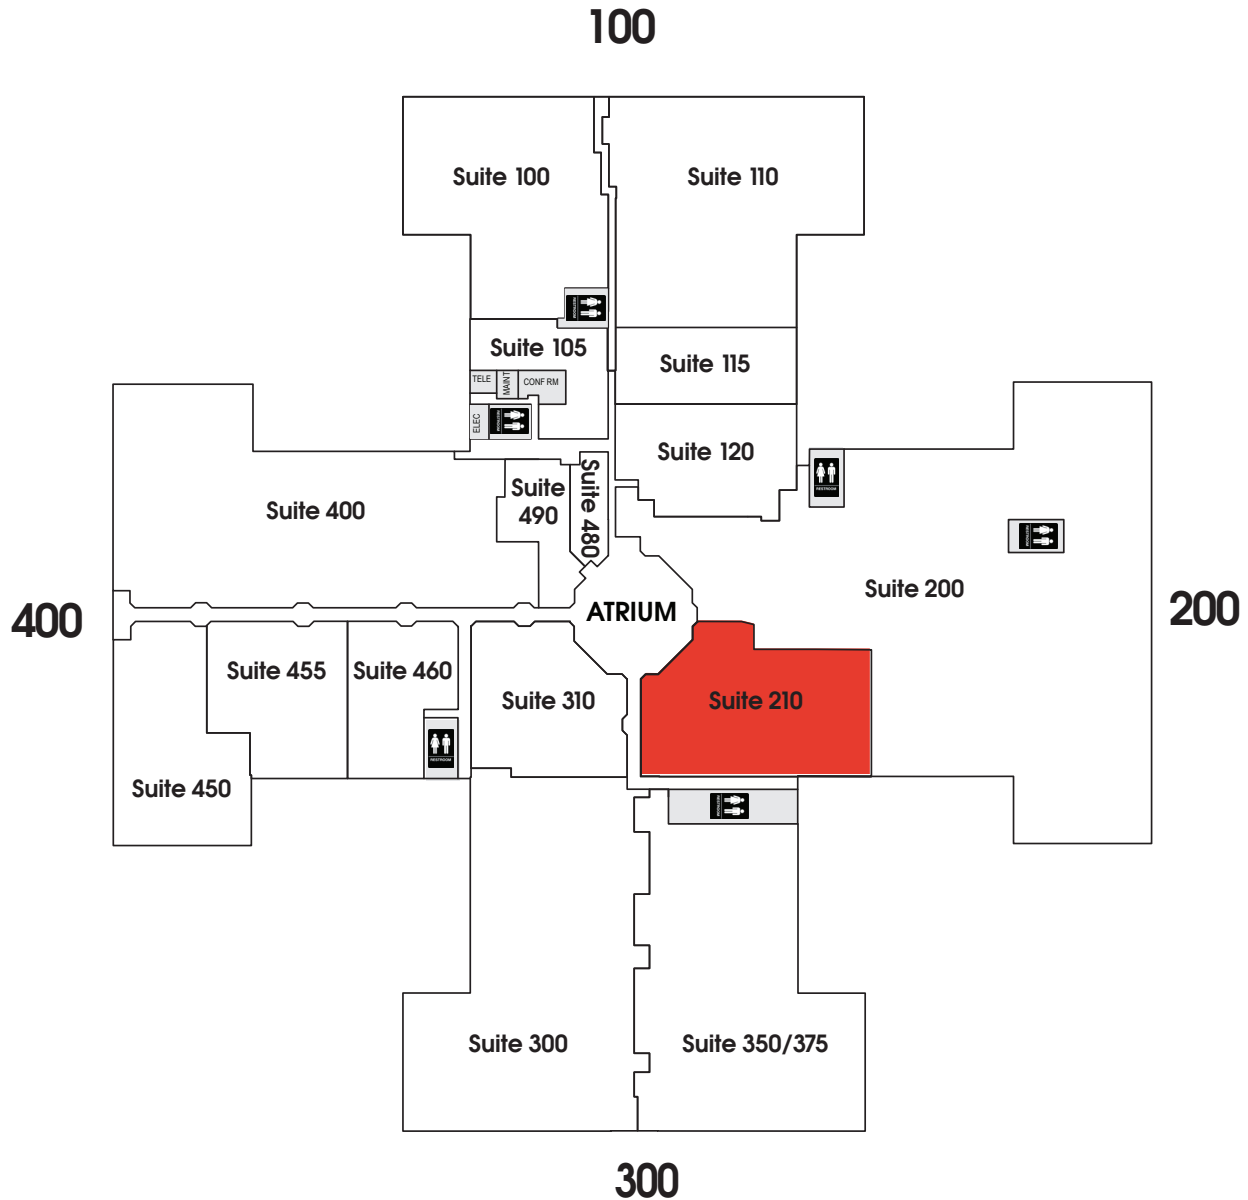 100
Suite 100
Suite 110
Suite 105
Suite 115
TELE
MAINT
CONF RM
ELEC
Suite 120
Suite
490
Suite 480
Suite 400
RESTROOM
Suite 200
ATRIUM
400
200
Suite 455
Suite 460
Suite 310
Suite 210
RESTROOM
Suite 450
Suite 300
Suite 350/375
300